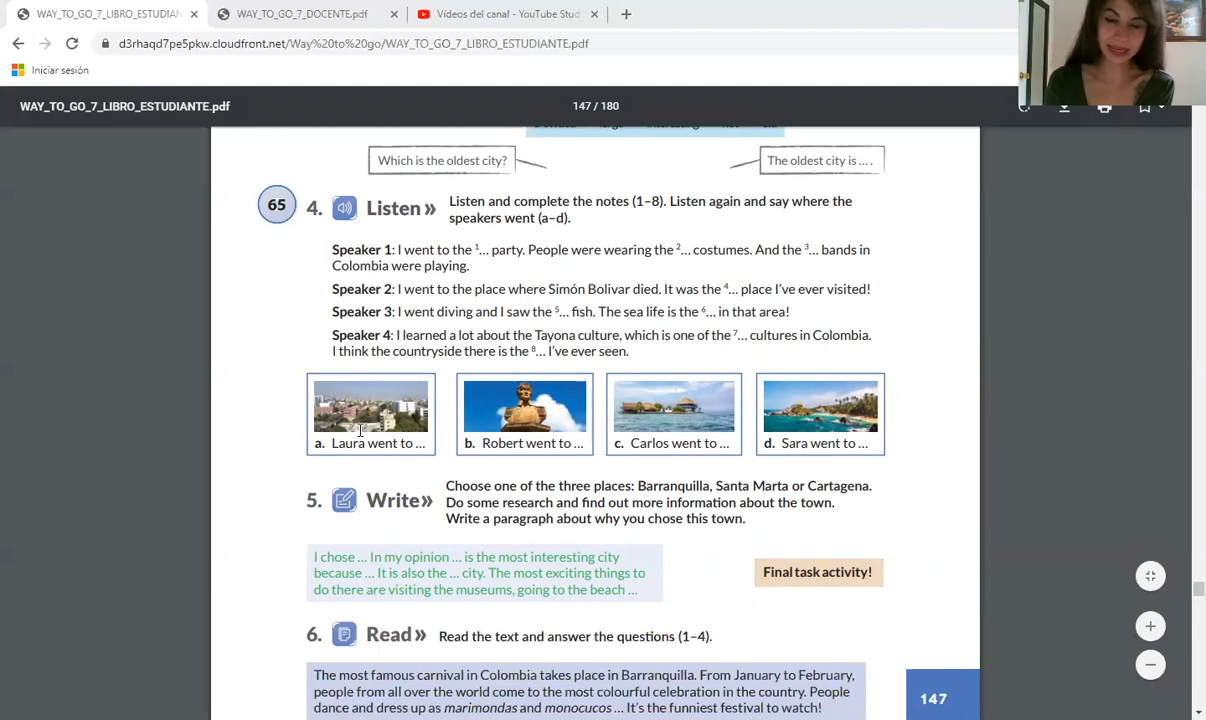 WAY_TO_GO_7_LIBRO_ESTUDIAN
WAY_TO_GO_7_DOCENTE.pdf
Vídeos del canal - YouTube Stud
d3rhaqd7pe5pkw.cloudfront.net/Way%20to%20go/WAY_TO_GO_7_LIBRO_ESTUDIANTE.pdf
Iniciar sesión
WAY_TO_GO_7_LIBRO_ESTUDIANTE.pdf
147 / 180
Which is the oldest city?
The oldest city is ... .
65
4. Listen» Listen and complete the notes (1–8). Listen again and say where the
speakers went (a–d).
Speaker 1: I went to the ¹... party. People were wearing the ²... costumes. And the ³... bands in
Colombia were playing.
Speaker 2: I went to the place where Simón Bolivar died. It was the ⁴... place I've ever visited!
Speaker 3: I went diving and I saw the ⁵... fish. The sea life is the ⁶... in that area!
Speaker 4: I learned a lot about the Tayona culture, which is one of the ⁷... cultures in Colombia.
I think the countryside there is the ⁸... I've ever seen.
a. Laura went to ...
b. Robert went to ...
c. Carlos went to ...
d. Sara went to ...
5. Write» Choose one of the three places: Barranquilla, Santa Marta or Cartagena.
Do some research and find out more information about the town.
Write a paragraph about why you chose this town.
I chose ... In my opinion ... is the most interesting city
because ... It is also the ... city. The most exciting things to
do there are visiting the museums, going to the beach ...
Final task activity!
6. Read» Read the text and answer the questions (1–4).
The most famous carnival in Colombia takes place in Barranquilla. From January to February,
people from all over the world come to the most colourful celebration in the country. People
dance and dress up as marimondas and monocucos ... It's the funniest festival to watch!
147